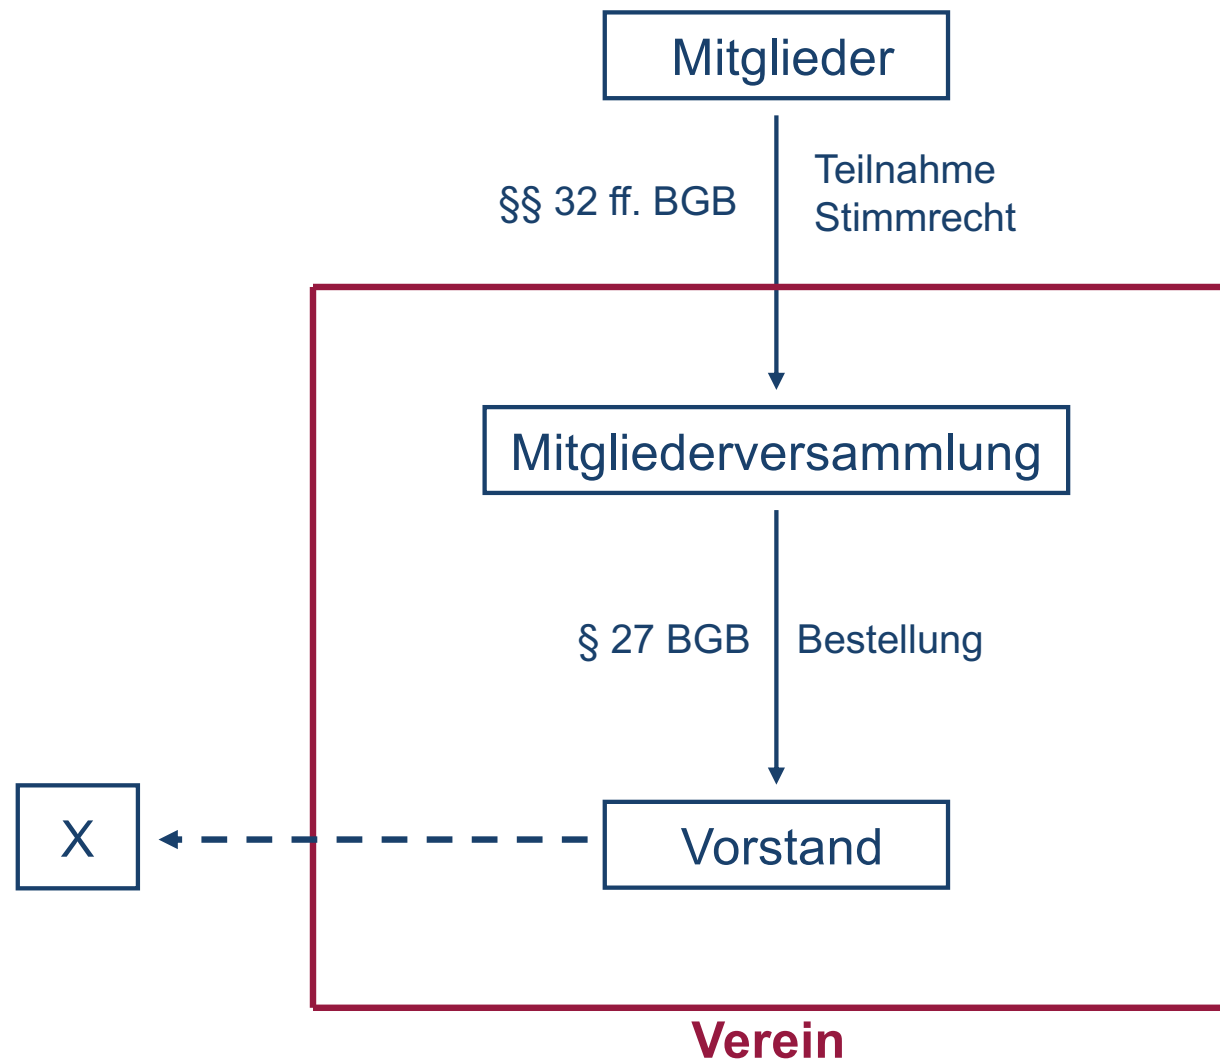 Mitglieder
§§ 32 ff. BGB
Teilnahme
Stimmrecht
Mitgliederversammlung
§ 27 BGB
Bestellung
X
Vorstand
Verein